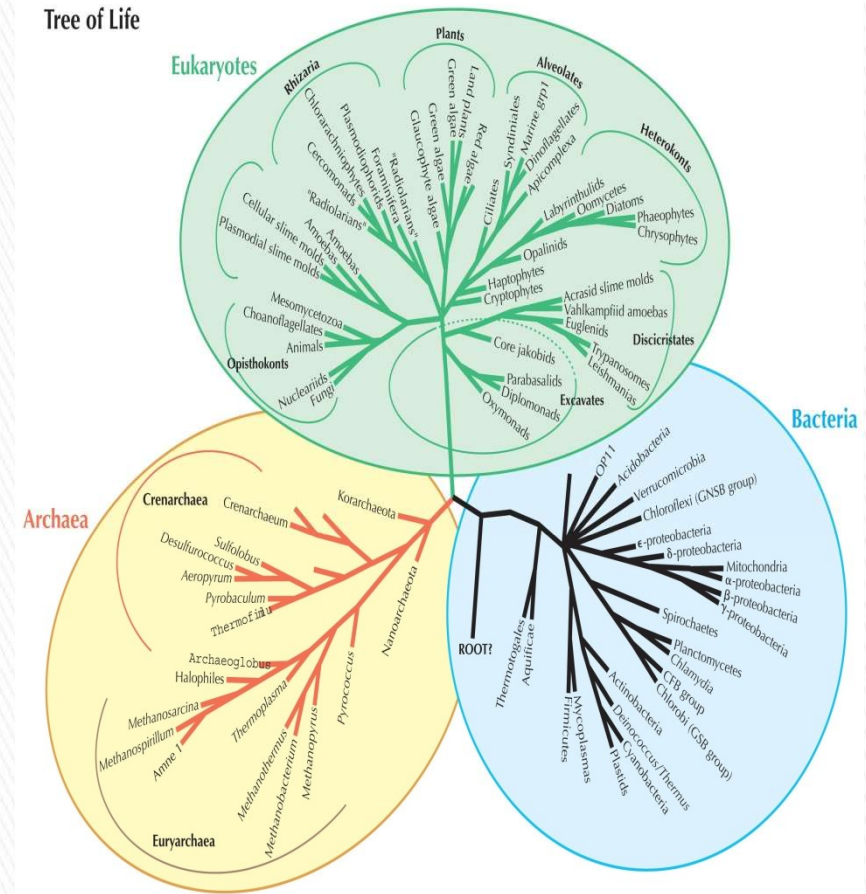 Tree of Life
Eukaryotes
Rhizaria
Plants
Alveolates
Heterokonts
Cellular slime molds
Plasmodial slime molds
Amoebas
Amoebas
"Radiolarians"
Cercomonads
Chlorarachniophytes
Plasmodiophorids
Foraminifera
"Radiolarians"
Glaucophyte algae
Green algae
Green algae
Land plants
Red algae
Ciliates
Syndiniales
Marine grp1
Dinoflagellates
Apicomplexa
Labyrinthulids
Oomycetes
Diatoms
Phaeophytes
Chrysophytes
Opalinids
Haptophytes
Cryptophytes
Acrasid slime molds
Vahlkampfiid amoebas
Euglenids
Trypanosomes
Leishmanias
Discicristates
Core jakobids
Parabasalids
Diplomonads
Oxymonads
Excavates
Mesomycetozoa
Choanoflagellates
Animals
Opisthokonts
Nucleariids
Fungi
Archaea
Crenarchaea
Crenarchaeum
Korarchaeota
Sulfolobus
Desulfurococcus
Aeropyrum
Pyrobaculum
Nanoarchaeota
Archaeoglobus
Halophiles
Methanosarcina
Methanospirillum
Amne 1
Thermoplasma
Methanothermus
Methanobacterium
Methanopyrus
Pyrococcus
Euryarchaea
Bacteria
ROOT?
Thermotogales
Aquificae
OP11
Acidobacteria
Verrucomicrobia
Chloroflexi (GNSB group)
ϵ-proteobacteria
δ-proteobacteria
Mitochondria
α-proteobacteria
β-proteobacteria
γ-proteobacteria
Spirochaetes
Planctomycetes
Chlamydia
CFB group
Chlorobi (GSB group)
Actinobacteria
Deinococcus/Thermus
Cyanobacteria
Plastids
Mycoplasmas
Firmicutes